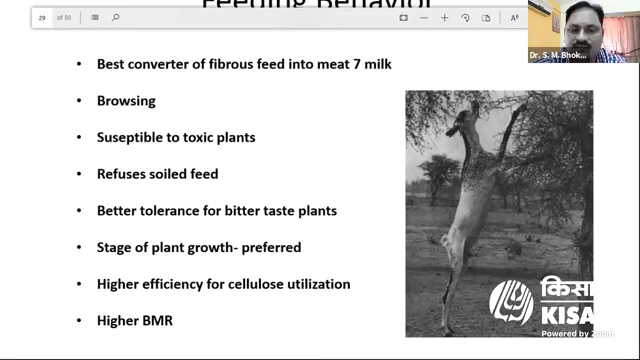 Feeding Behavior
29 of 50
A
Dr. S. M. Bhok...
• Best converter of fibrous feed into meat 7 milk
• Browsing
• Suseptible to toxic plants
• Refuses soiled feed
• Better tolerance for bitter taste plants
• Stage of plant growth- preferred
• Higher efficiency for cellulose utilization
• Higher BMR
किसा
KISA
Powered by Zoom